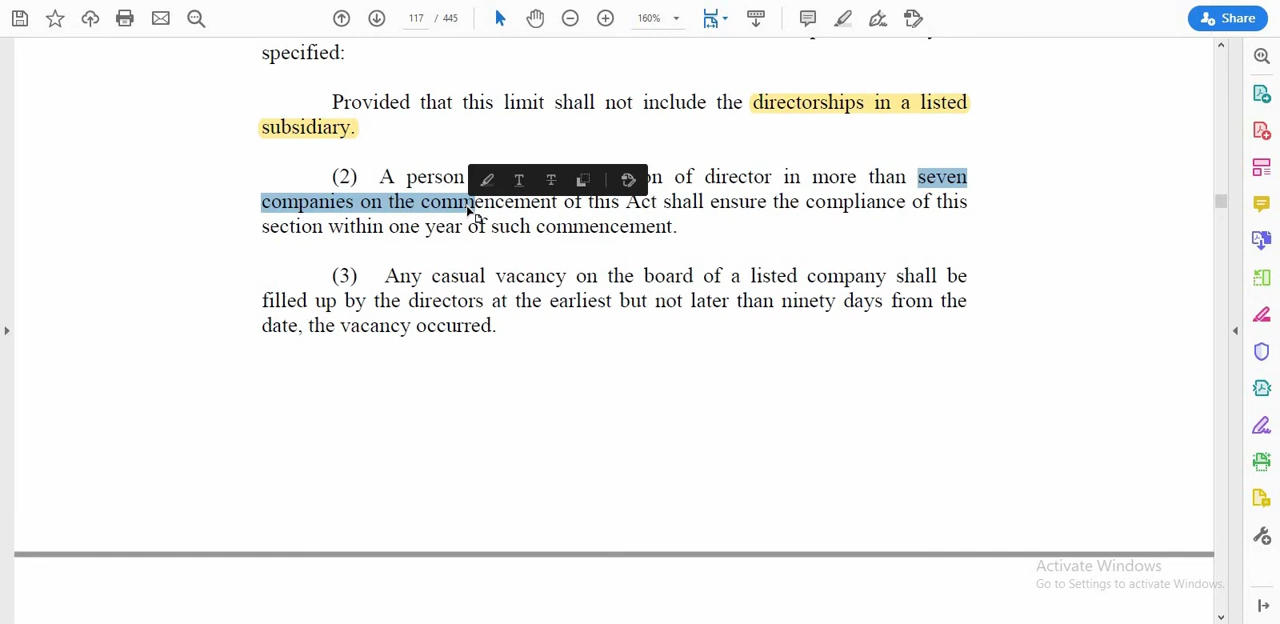 117 / 445
160%
Share
specified:
Provided that this limit shall not include the directorships in a listed
subsidiary.
(2) A person n of director in more than seven
companies on the commencement of this Act shall ensure the compliance of this
section within one year of such commencement.
(3) Any casual vacancy on the board of a listed company shall be
filled up by the directors at the earliest but not later than ninety days from the
date, the vacancy occurred.
Activate Windows
Go to Settings to activate Windows.